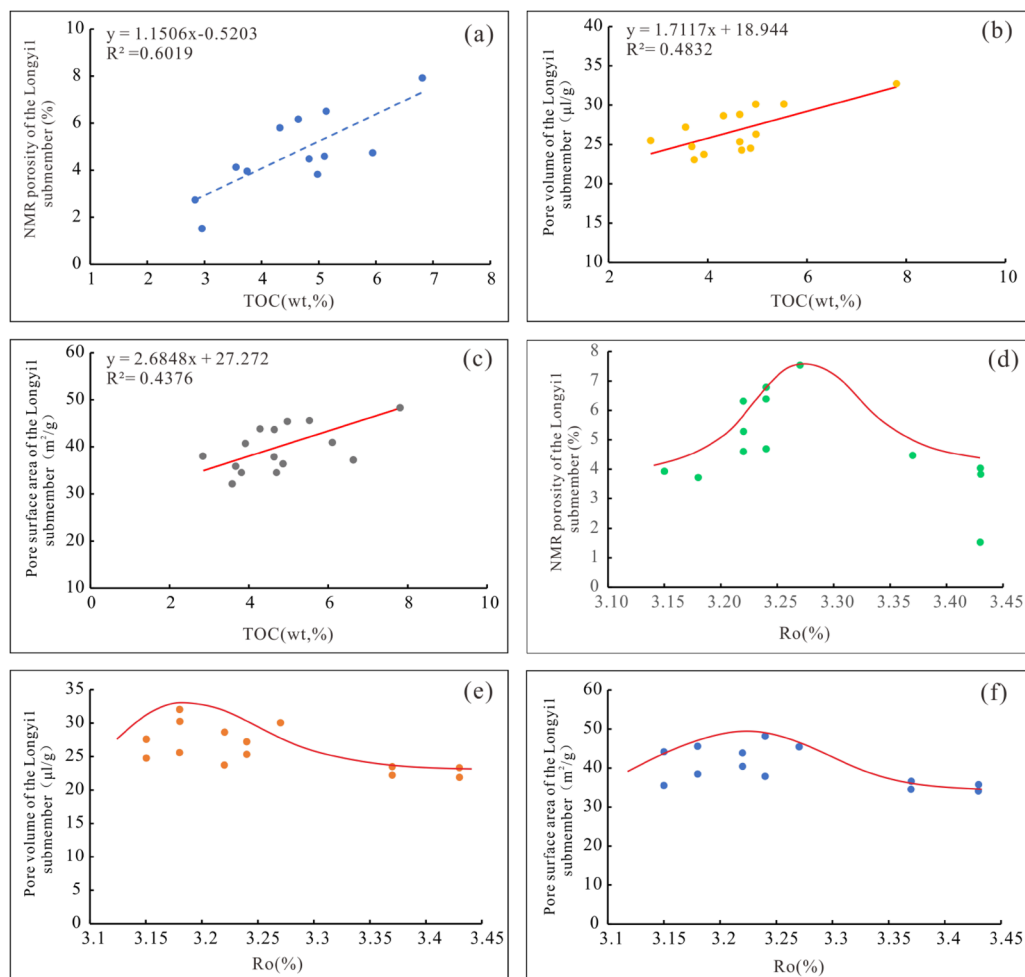 y = 1.1506x-0.5203
R² =0.6019
(a)
NMR porosity of the Longyi1
submember(%)
10
8
6
4
2
0
1 2 3 4 5 6 7 8
TOC(wt,%)
y = 1.7117x + 18.944
R²= 0.4832
(b)
Pore volume of the Longyi1
submember（μl/g）
40
35
30
25
20
15
10
2 4 6 8 10
TOC(wt,%)
y = 2.6848x + 27.272
R²= 0.4376
(c)
Pore surface area of the Longyi1
submember（m²/g）
60
50
40
30
20
10
0 2 4 6 8 10
TOC(wt,%)
(d)
NMR porosity of the Longyi1
submember(%)
8
7
6
5
4
3
2
1
0
3.10 3.15 3.20 3.25 3.30 3.35 3.40 3.45
Ro(%)
(e)
Pore volume of the Longyi1
submember（μl/g）
35
30
25
20
15
10
5
0
3.1 3.15 3.2 3.25 3.3 3.35 3.4 3.45
Ro(%)
(f)
Pore surface area of the Longyi1
submember（m²/g）
60
50
40
30
20
10
0
3.1 3.15 3.2 3.25 3.3 3.35 3.4 3.45
Ro(%)